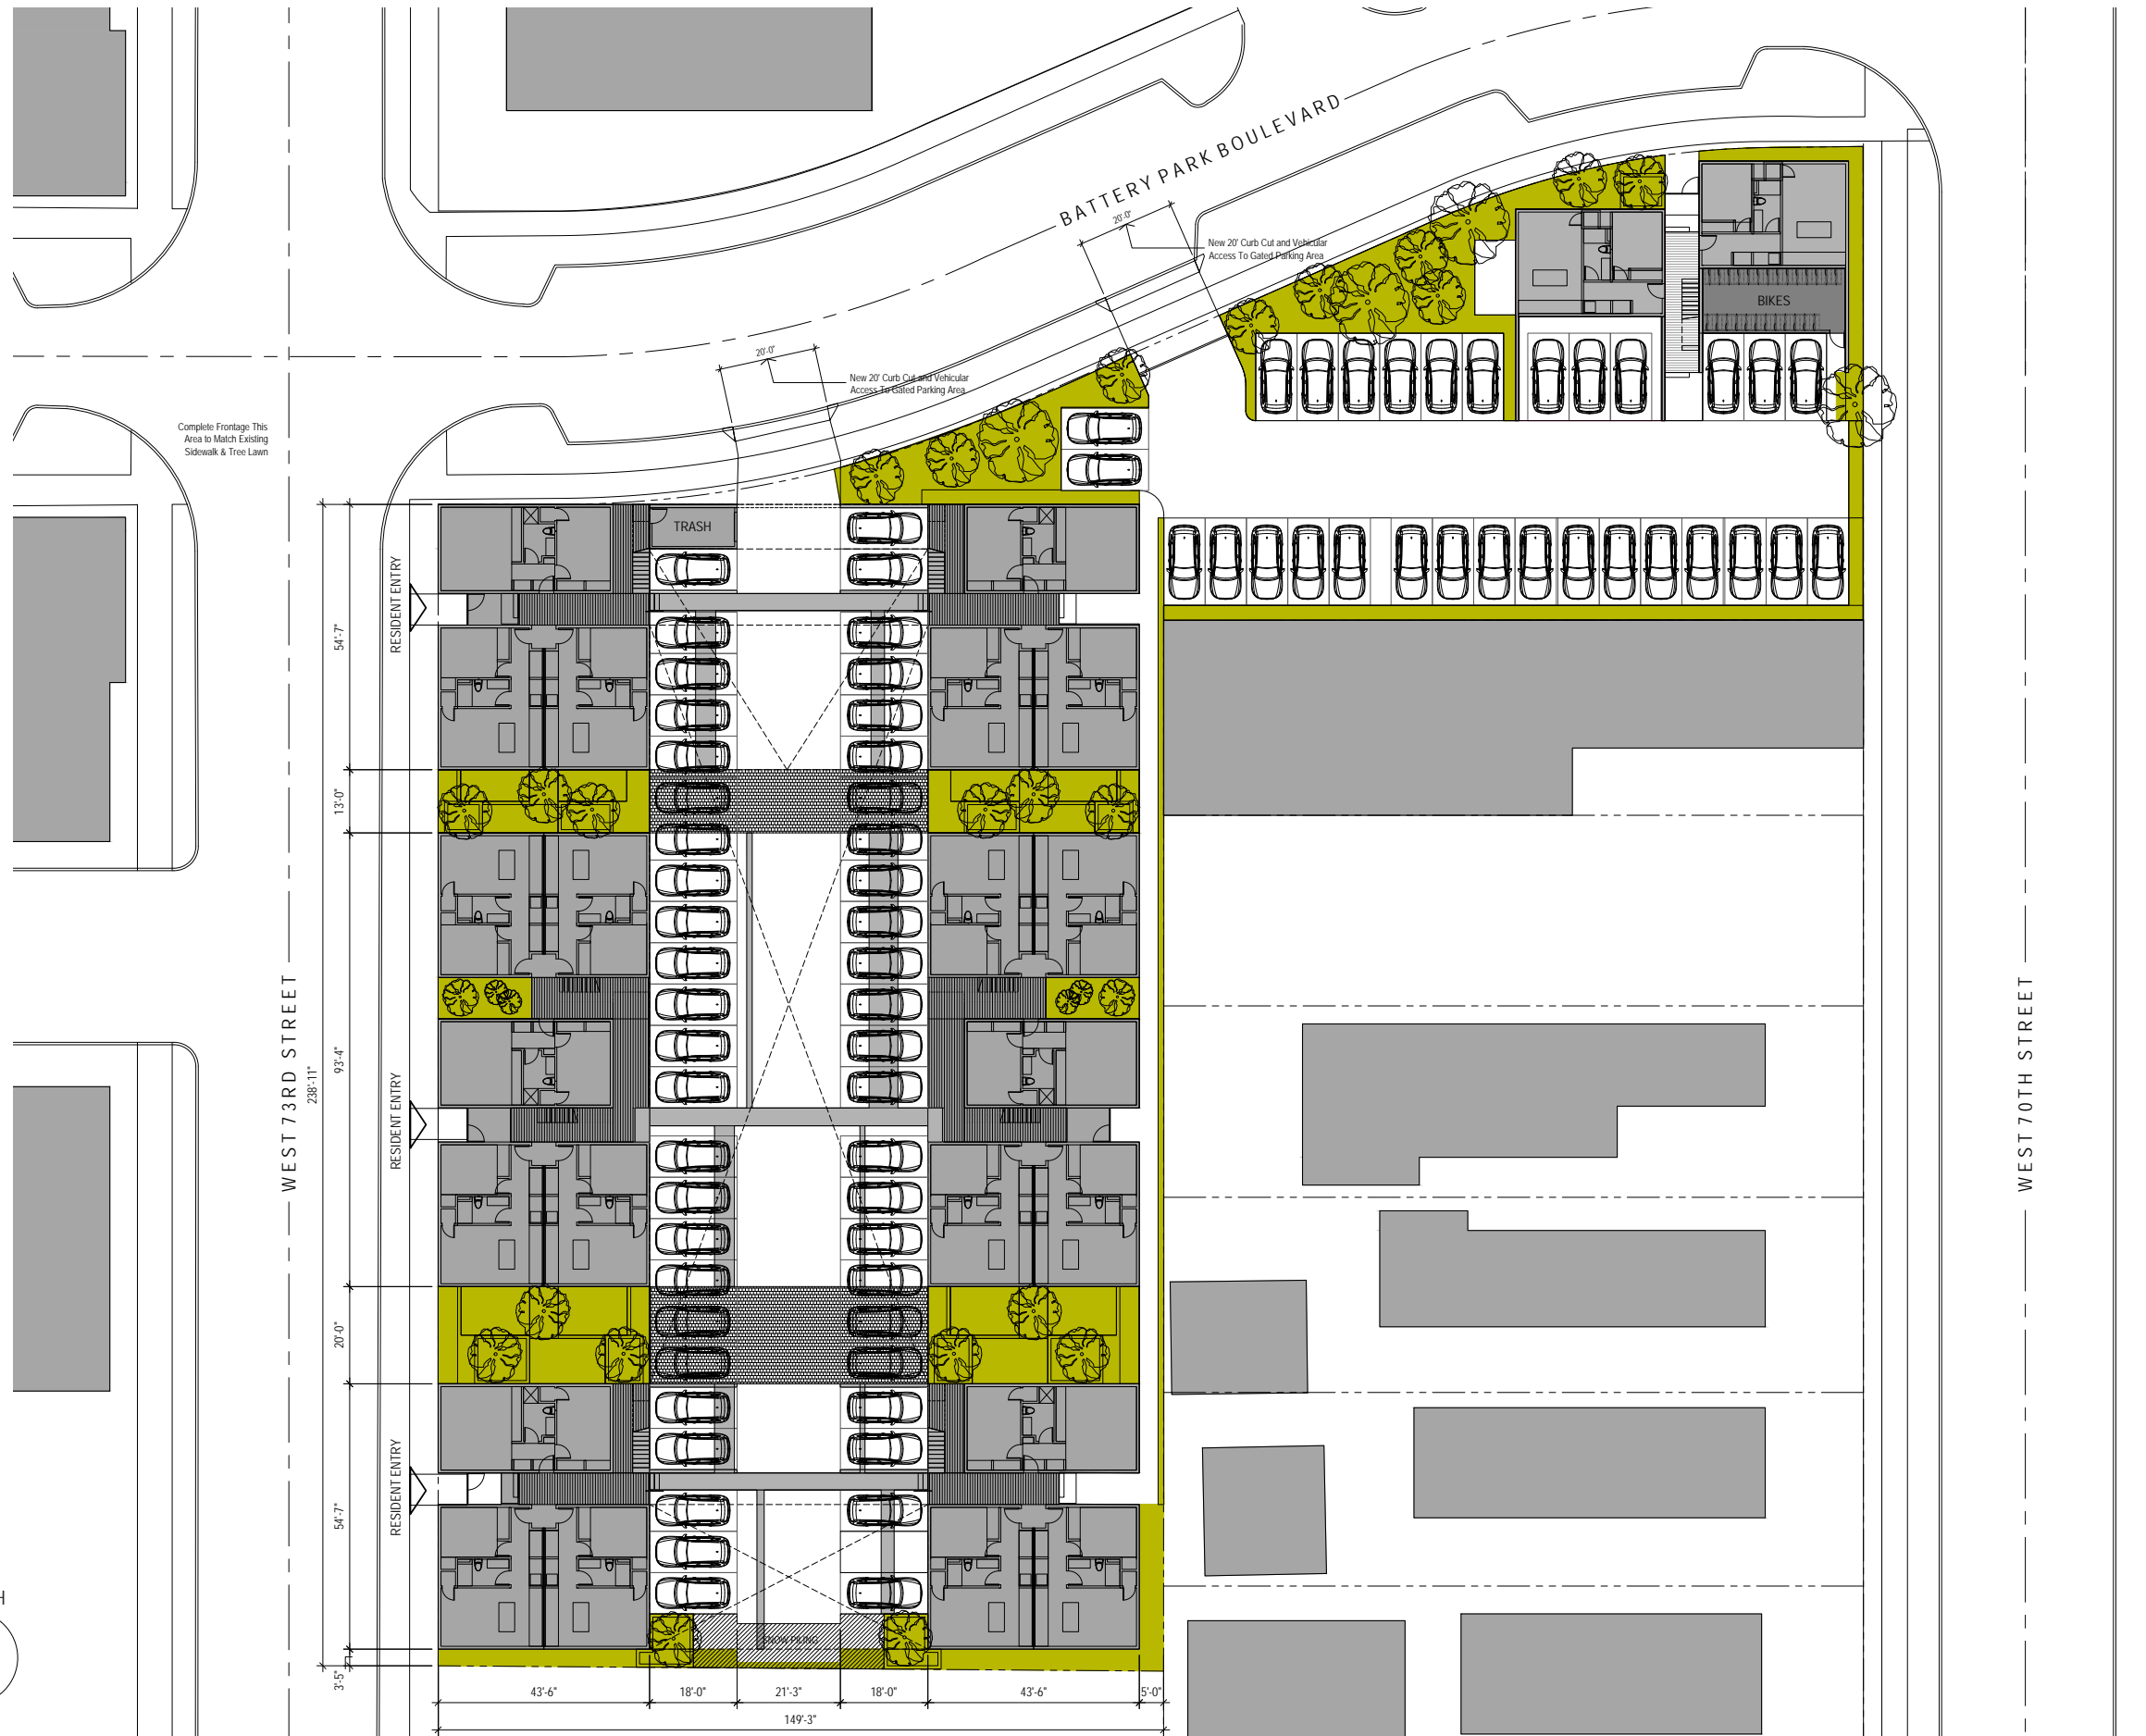 BATTERY PARK BOULEVARD
20'-0"
New 20' Curb Cut and Vehicular
Access To Gated Parking Area
BIKES
20'-0"
New 20' Curb Cut and Vehicular
Access To Gated Parking Area
Complete Frontage This
Area to Match Existing
Sidewalk & Tree Lawn
TRASH
RESIDENT ENTRY
54'-7"
13'-0"
WEST 73RD STREET
238'-11"
93'-4"
RESIDENT ENTRY
WEST 70TH STREET
20'-0"
RESIDENT ENTRY
54'-7"
SNOW PILING
3'-5"
43'-6"
18'-0"
21'-3"
18'-0"
43'-6"
5'-0"
149'-3"